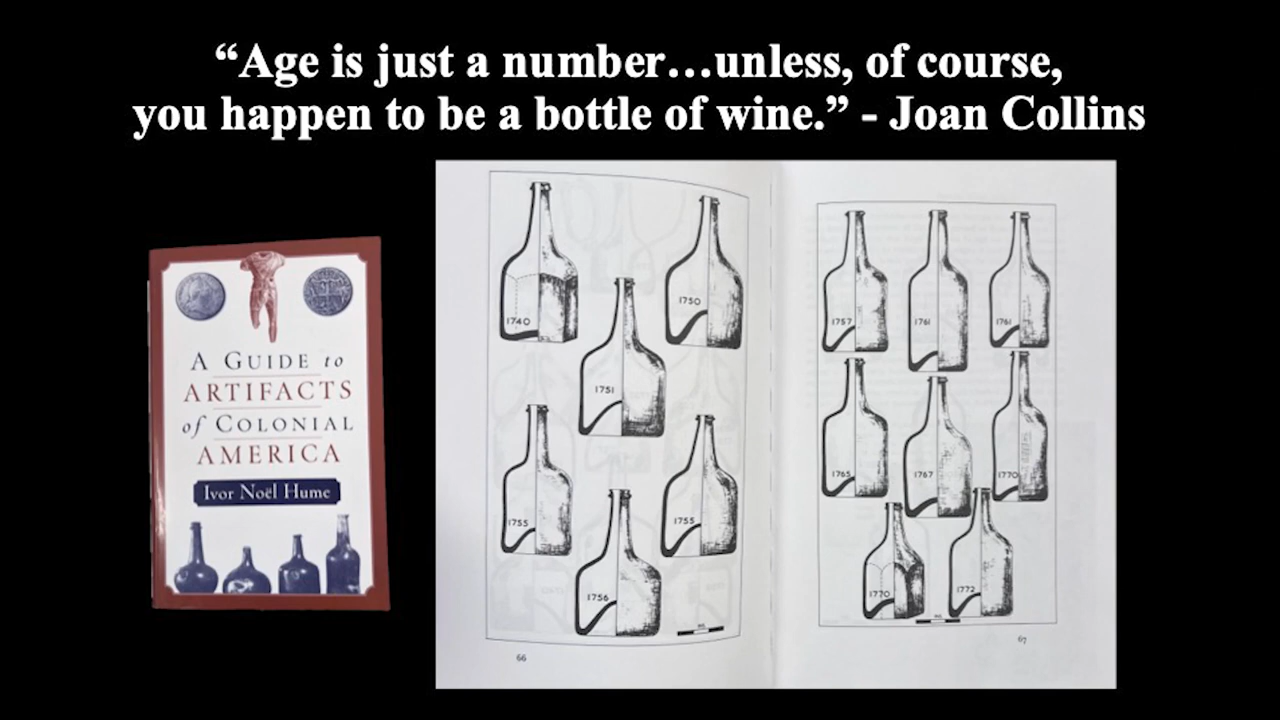 “Age is just a number…unless, of course,
you happen to be a bottle of wine.” - Joan Collins
A GUIDE to
ARTIFACTS
of COLONIAL
AMERICA
Ivor Noël Hume
1740
1750
1751
1755
1755
1756
66
1757
1761
1761
1765
1767
1770
1770
1772
67